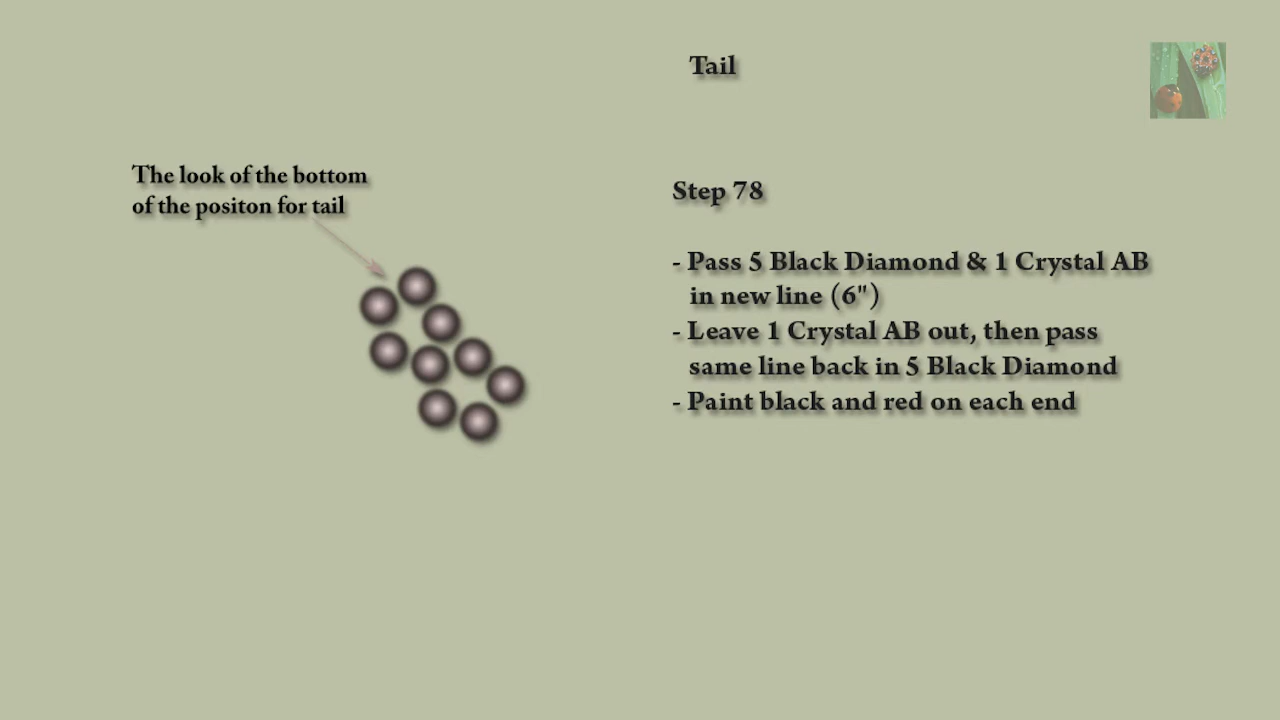 Tail
The look of the bottom
of the positon for tail
Step 78
- Pass 5 Black Diamond & 1 Crystal AB
in new line (6")
- Leave 1 Crystal AB out, then pass
same line back in 5 Black Diamond
- Paint black and red on each end